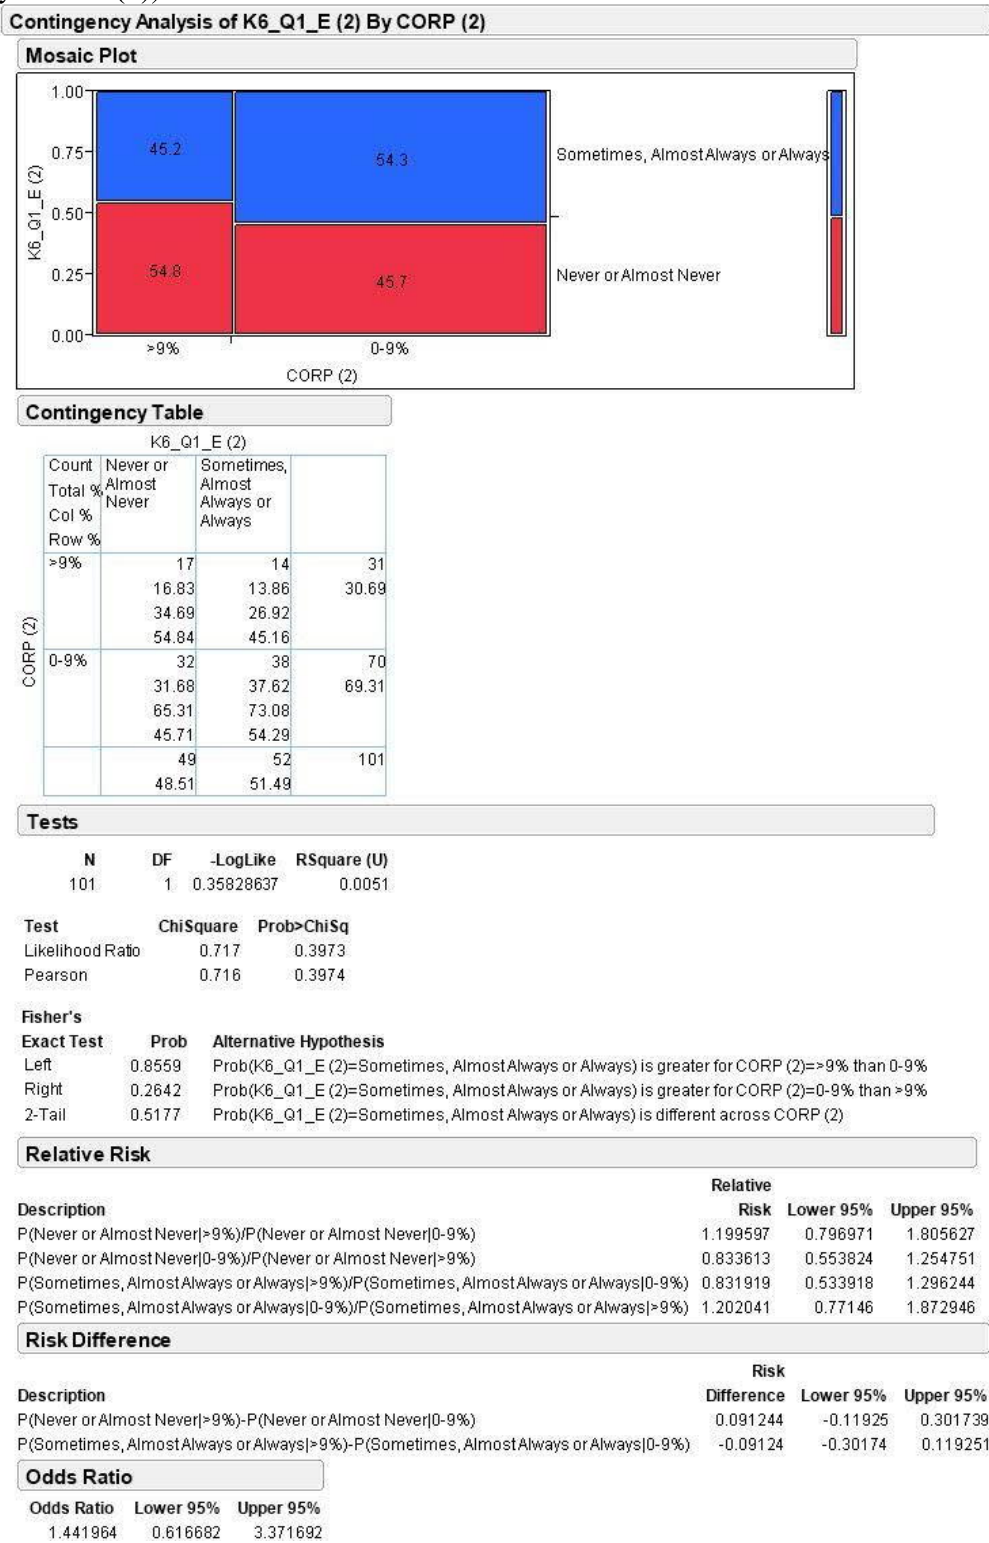 Contingency Analysis of K6_Q1_E (2) By CORP (2)
Mosaic Plot
1.00
0.75
0.50
0.25
0.00
K6_Q1_E (2)
45.2
54.3
54.8
45.7
Sometimes, Almost Always or Always
Never or Almost Never
>9% 0-9%
CORP (2)
Contingency Table
K6_Q1_E (2)
CORP (2)
Count
Total %
Col %
Row %
Never or
Almost
Never
Sometimes,
Almost
Always or
Always
>9% 17 14 31
16.83 13.86 30.69
34.69 26.92
54.84 45.16
0-9% 32 38 70
31.68 37.62 69.31
65.31 73.08
45.71 54.29
49 52 101
48.51 51.49
Tests
N DF -LogLike RSquare (U)
101 1 0.35828637 0.0051
Test ChiSquare Prob>ChiSq
Likelihood Ratio 0.717 0.3973
Pearson 0.716 0.3974
Fisher's
Exact Test Prob Alternative Hypothesis
Left 0.8559 Prob(K6_Q1_E (2)=Sometimes, Almost Always or Always) is greater for CORP (2)=>9% than 0-9%
Right 0.2642 Prob(K6_Q1_E (2)=Sometimes, Almost Always or Always) is greater for CORP (2)=0-9% than >9%
2-Tail 0.5177 Prob(K6_Q1_E (2)=Sometimes, Almost Always or Always) is different across CORP (2)
Relative Risk
Relative
Description Risk Lower 95% Upper 95%
P(Never or Almost Never|>9%)/P(Never or Almost Never|0-9%) 1.199597 0.796971 1.805627
P(Never or Almost Never|0-9%)/P(Never or Almost Never|>9%) 0.833613 0.553824 1.254751
P(Sometimes, Almost Always or Always|>9%)/P(Sometimes, Almost Always or Always|0-9%) 0.831919 0.533918 1.296244
P(Sometimes, Almost Always or Always|0-9%)/P(Sometimes, Almost Always or Always|>9%) 1.202041 0.77146 1.872946
Risk Difference
Risk
Description Difference Lower 95% Upper 95%
P(Never or Almost Never|>9%)-P(Never or Almost Never|0-9%) 0.091244 -0.11925 0.301739
P(Sometimes, Almost Always or Always|>9%)-P(Sometimes, Almost Always or Always|0-9%) -0.09124 -0.30174 0.119251
Odds Ratio
Odds Ratio Lower 95% Upper 95%
1.441964 0.616682 3.371692